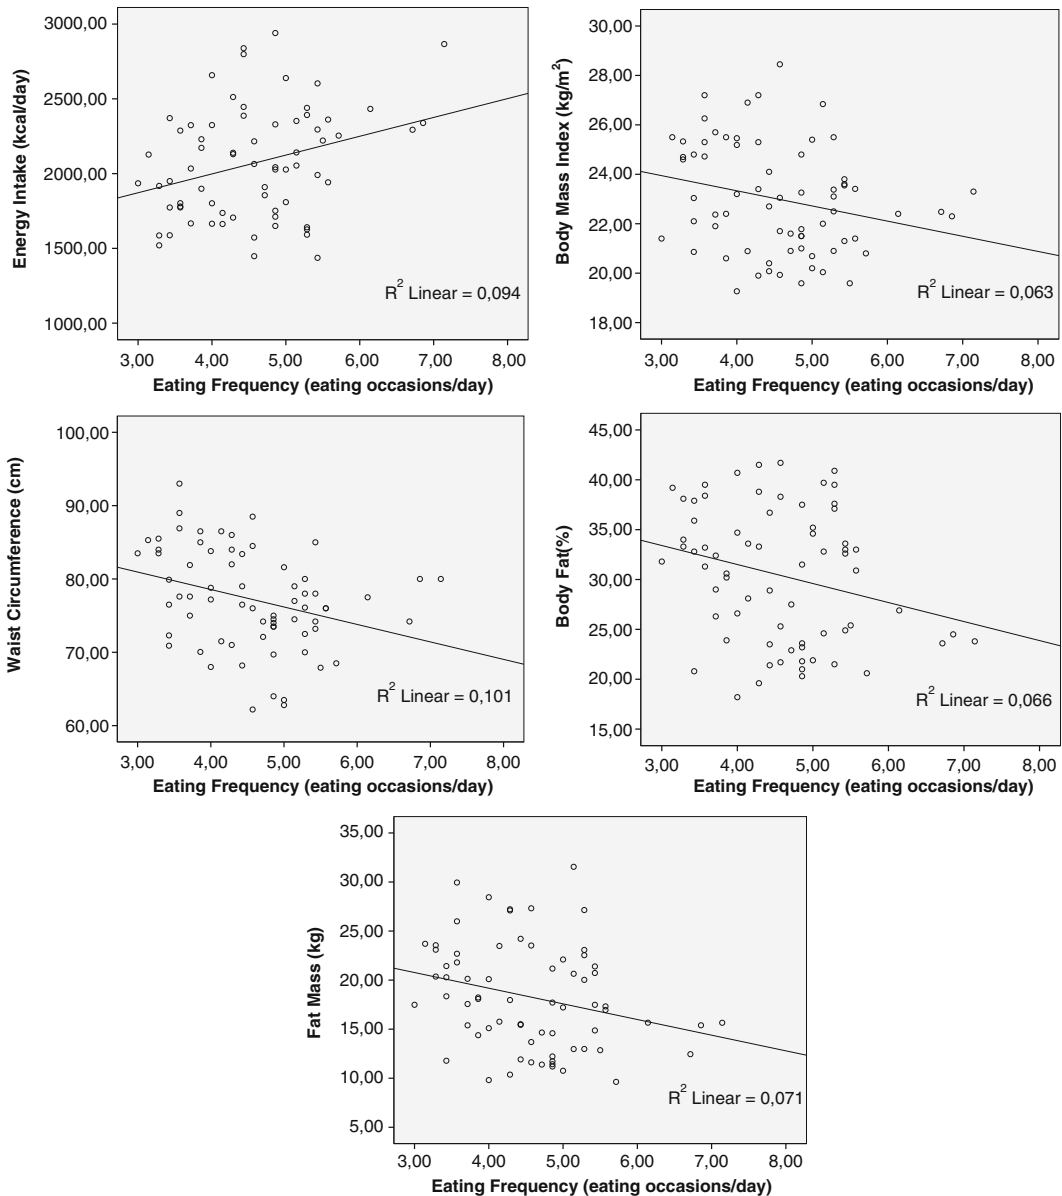 3000,00
2500,00
2000,00
1500,00
1000,00
Energy Intake (kcal/day)
R² Linear = 0,094
3,00 4,00 5,00 6,00 7,00 8,00
Eating Frequency (eating occasions/day)
30,00
28,00
26,00
24,00
22,00
20,00
18,00
Body Mass Index (kg/m²)
R² Linear = 0,063
3,00 4,00 5,00 6,00 7,00 8,00
Eating Frequency (eating occasions/day)
100,00
90,00
80,00
70,00
60,00
Waist Circumference (cm)
R² Linear = 0,101
3,00 4,00 5,00 6,00 7,00 8,00
Eating Frequency (eating occasions/day)
45,00
40,00
35,00
30,00
25,00
20,00
15,00
Body Fat(%)
R² Linear = 0,066
3,00 4,00 5,00 6,00 7,00 8,00
Eating Frequency (eating occasions/day)
35,00
30,00
25,00
20,00
15,00
10,00
5,00
Fat Mass (kg)
R² Linear = 0,071
3,00 4,00 5,00 6,00 7,00 8,00
Eating Frequency (eating occasions/day)